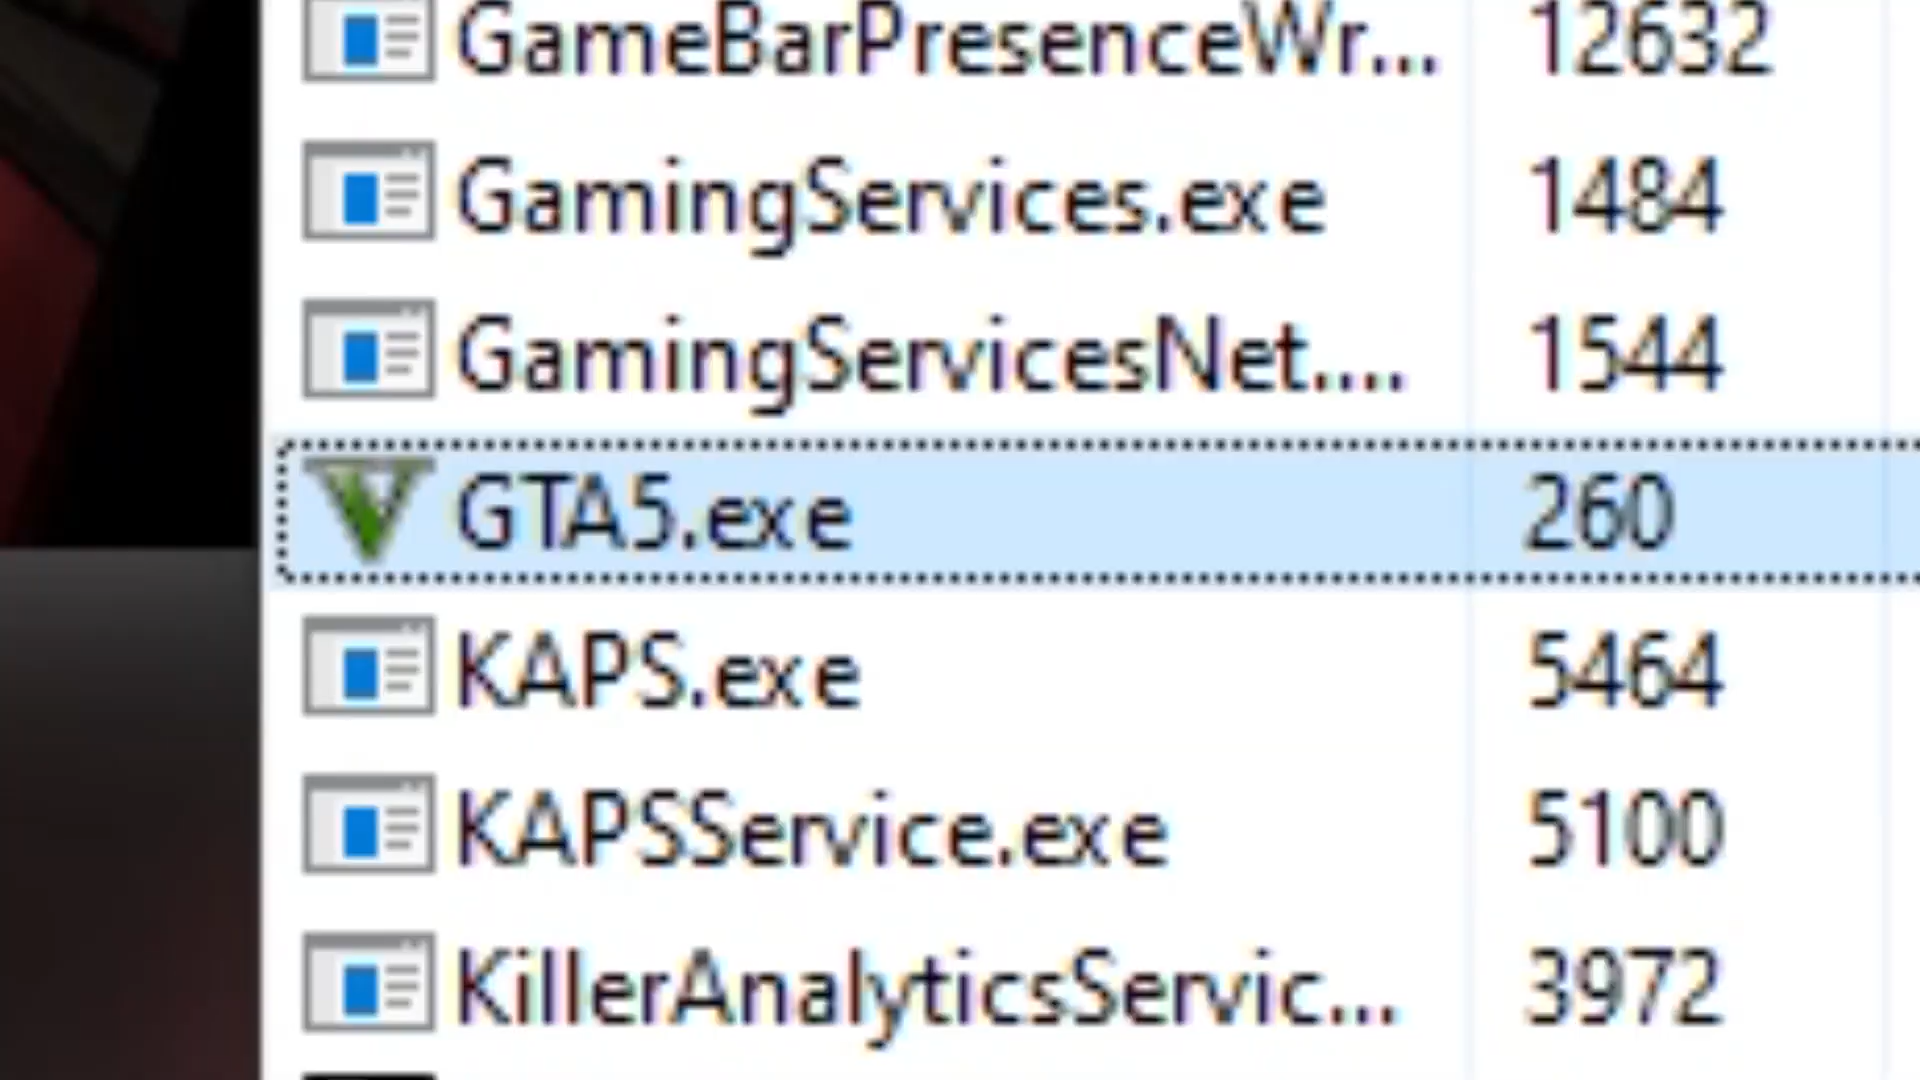 GameBarPresenceWr... 12632
GamingServices.exe 1484
GamingServicesNet.... 1544
GTA5.exe 260
KAPS.exe 5464
KAPSService.exe 5100
KillerAnalyticsServic... 3972